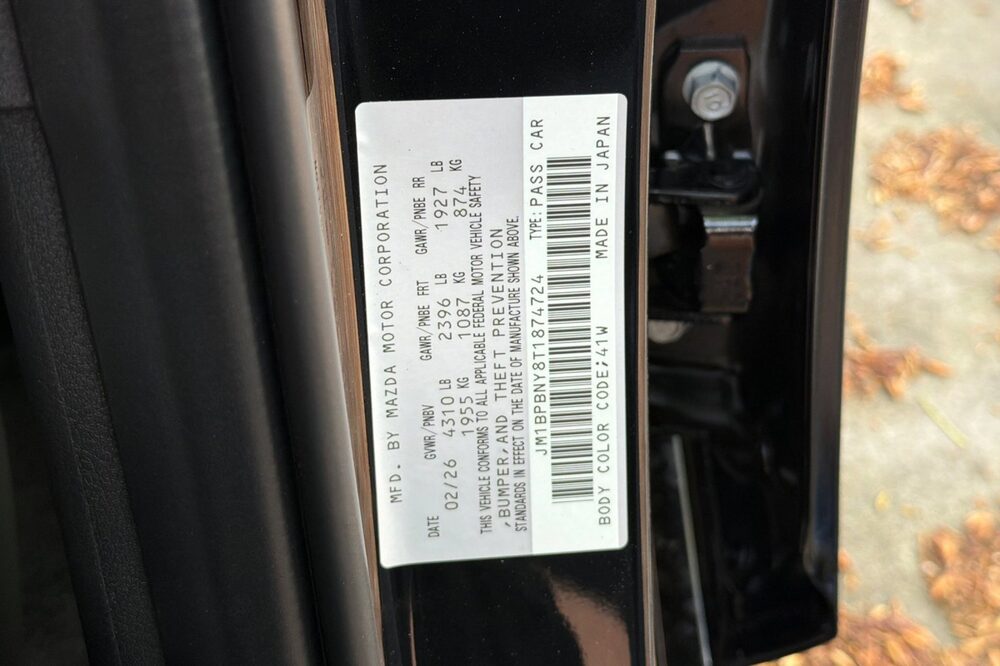 MFD. BY MAZDA MOTOR CORPORATION
DATE GVWR/PNBV GAWR/PNBE FRT GAWR/PNBE RR
02/26 4310 LB 2396 LB 1927 LB
1955 KG 1087 KG 874 KG
THIS VEHICLE CONFORMS TO ALL APPLICABLE FEDERAL MOTOR VEHICLE SAFETY
,BUMPER,AND THEFT PREVENTION
STANDARDS IN EFFECT ON THE DATE OF MANUFACTURE SHOWN ABOVE.
JM1BPBNY8T1874724 TYPE: PASS CAR
BODY COLOR CODE;41W MADE IN JAPAN